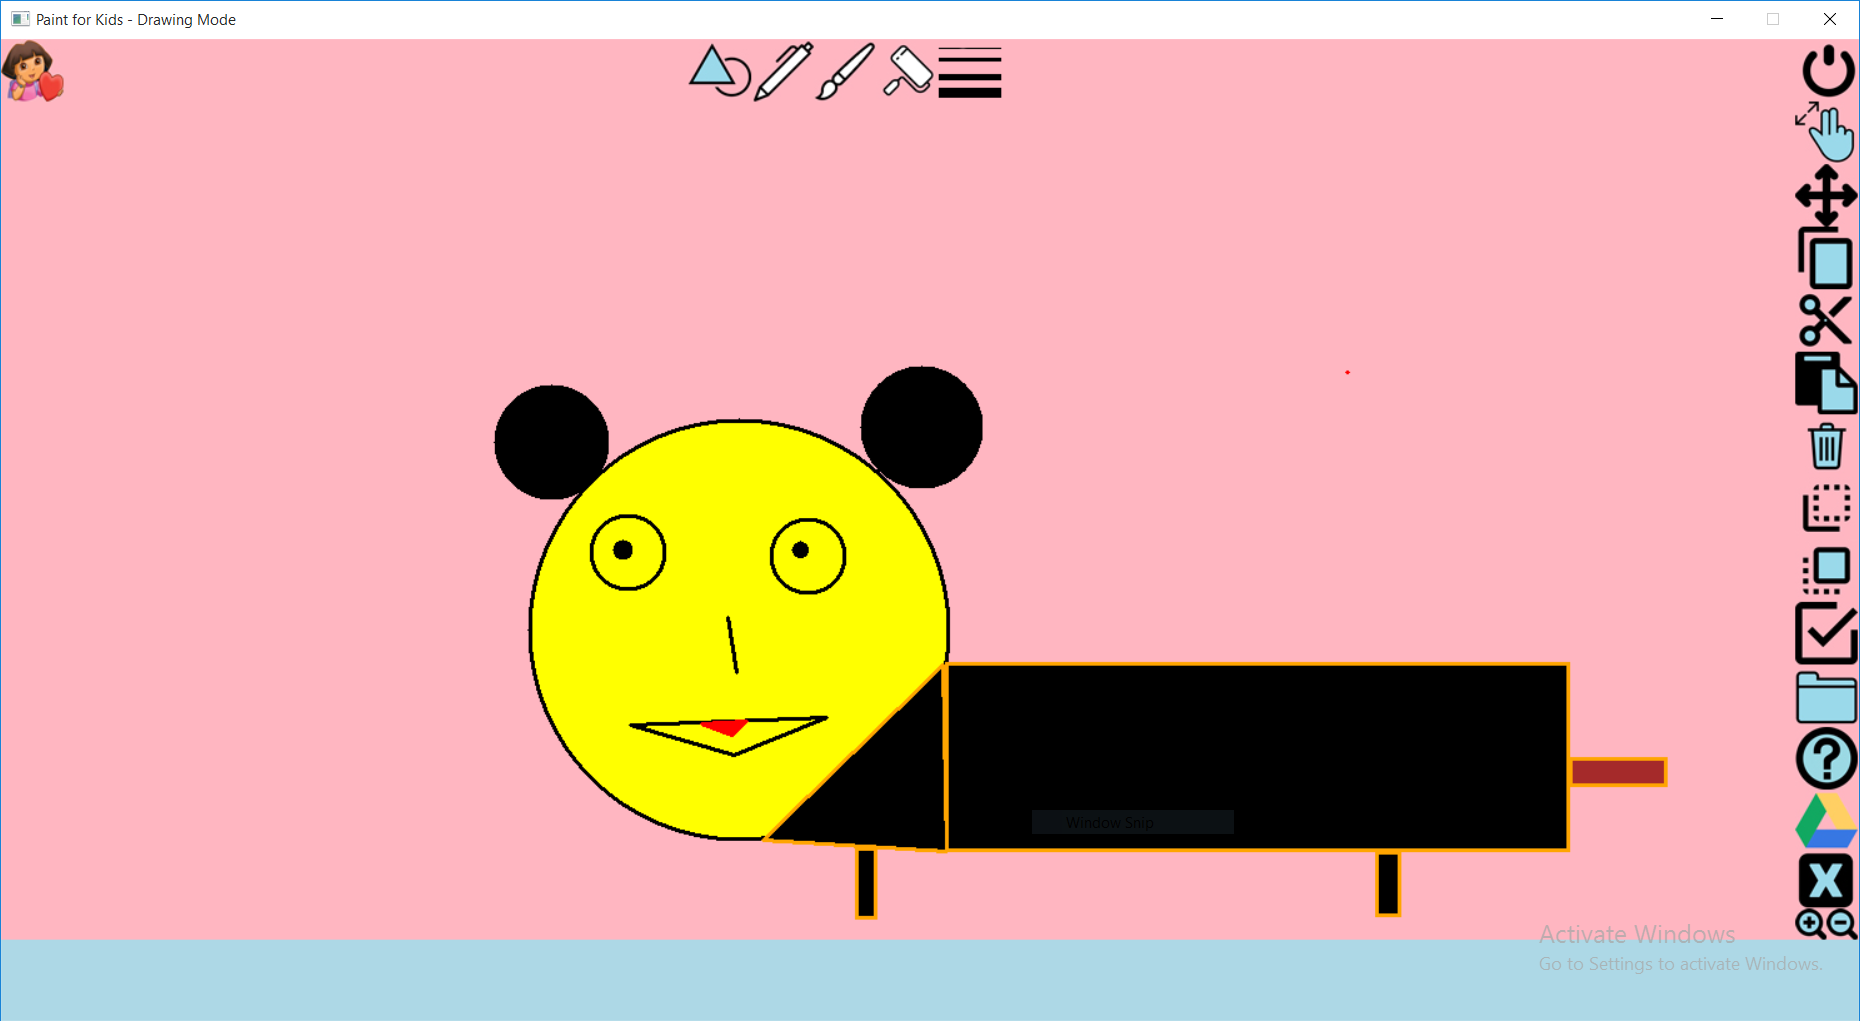 Paint for Kids - Drawing Mode
Window Snip
Activate Windows
Go to Settings to activate Windows.